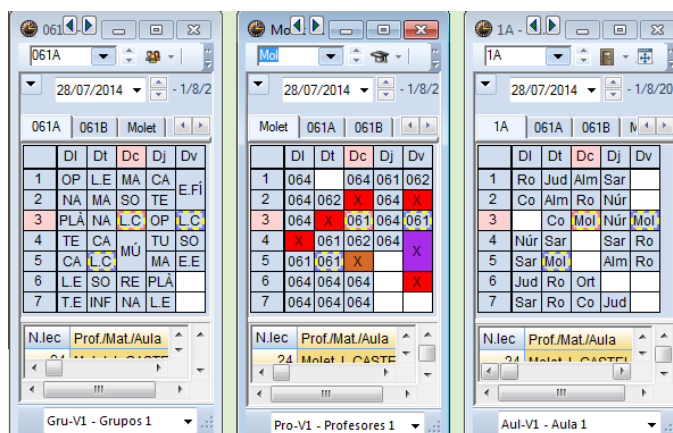 061
061A
28/07/2014 - 1/8/2
061A 061B Molet
Dl Dt Dc Dj Dv
1 OP L.E MA CA E.FÍ
2 NA MA SO TE
3 PLÀ NA L.C OP L.C
4 TE CA MÚ TU SO
5 CA L.C MA E.E
6 L.E SO RE PLÀ
7 T.E INF NA L.E
N.lec Prof./Mat./Aula
Gru-V1 - Grupos 1
Mol
28/07/2014 - 1/8/2
Molet 061A 061B
Dl Dt Dc Dj Dv
1 064 064 061 062
2 064 062 X 064 X
3 064 X 061 064 061
4 X 061 062 064 X
5 061 061 X
6 064 064 064 X
7 064 064 064
N.lec Prof./Mat./Aula
24 Molet L CASTE
Pro-V1 - Profesores 1
1A -
1A
28/07/2014 - 1/8/20
1A 061A 061B
Dl Dt Dc Dj Dv
1 Ro Jud Alm Sar
2 Co Alm Ro Núr
3 Co Mol Núr Mol
4 Núr Sar Sar Ro
5 Sar Mol Alm Ro
6 Jud Ro Ort
7 Sar Ro Co Jud
N.lec Prof./Mat./Aula
Aul-V1 - Aula 1